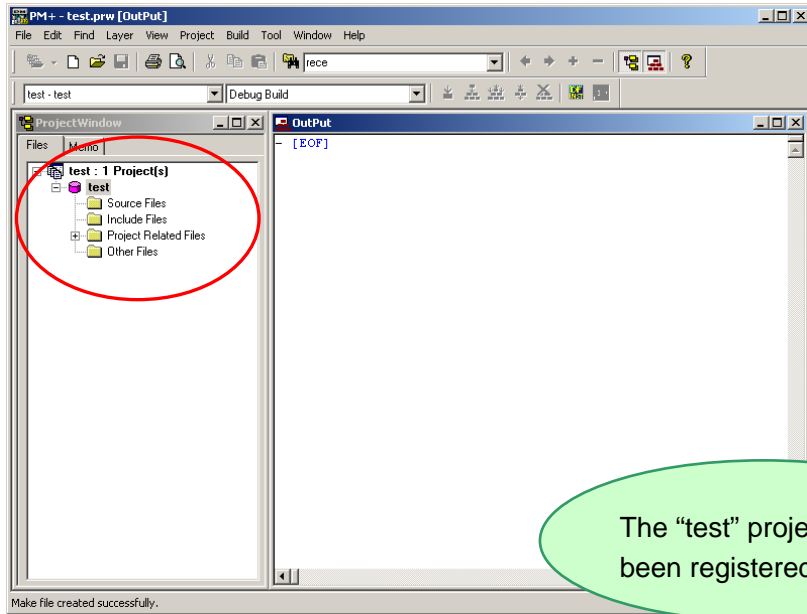 PM+ - test.prw [OutPut]
File Edit Find Layer View Project Build Tool Window Help
rece
test - test Debug Build
ProjectWindow
OutPut
Files Memo
[EOF]
test : 1 Project(s)
test
Source Files
Include Files
Project Related Files
Other Files
The “test” proje
been registered
Make file created successfully.